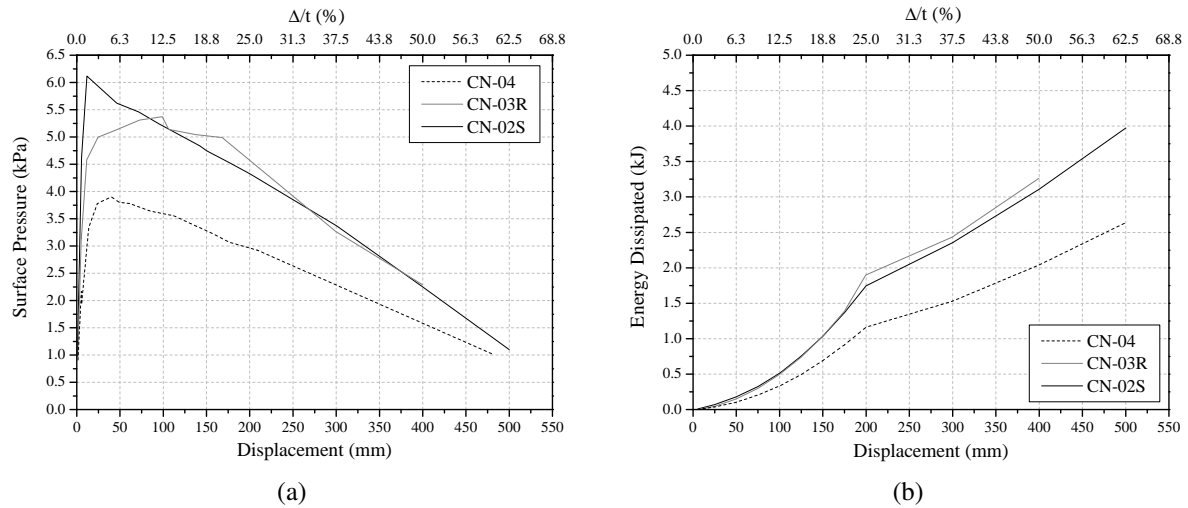 Δ/t (%)
0.0 6.3 12.5 18.8 25.0 31.3 37.5 43.8 50.0 56.3 62.5 68.8
6.5
6.0
5.5
5.0
4.5
4.0
3.5
3.0
2.5
2.0
1.5
1.0
0.5
0.0
Surface Pressure (kPa)
CN-04
CN-03R
CN-02S
0 50 100 150 200 250 300 350 400 450 500 550
Displacement (mm)
(a)
Δ/t (%)
0.0 6.3 12.5 18.8 25.0 31.3 37.5 43.8 50.0 56.3 62.5 68.8
5.0
4.5
4.0
3.5
3.0
2.5
2.0
1.5
1.0
0.5
0.0
Energy Dissipated (kJ)
CN-04
CN-03R
CN-02S
0 50 100 150 200 250 300 350 400 450 500 550
Displacement (mm)
(b)